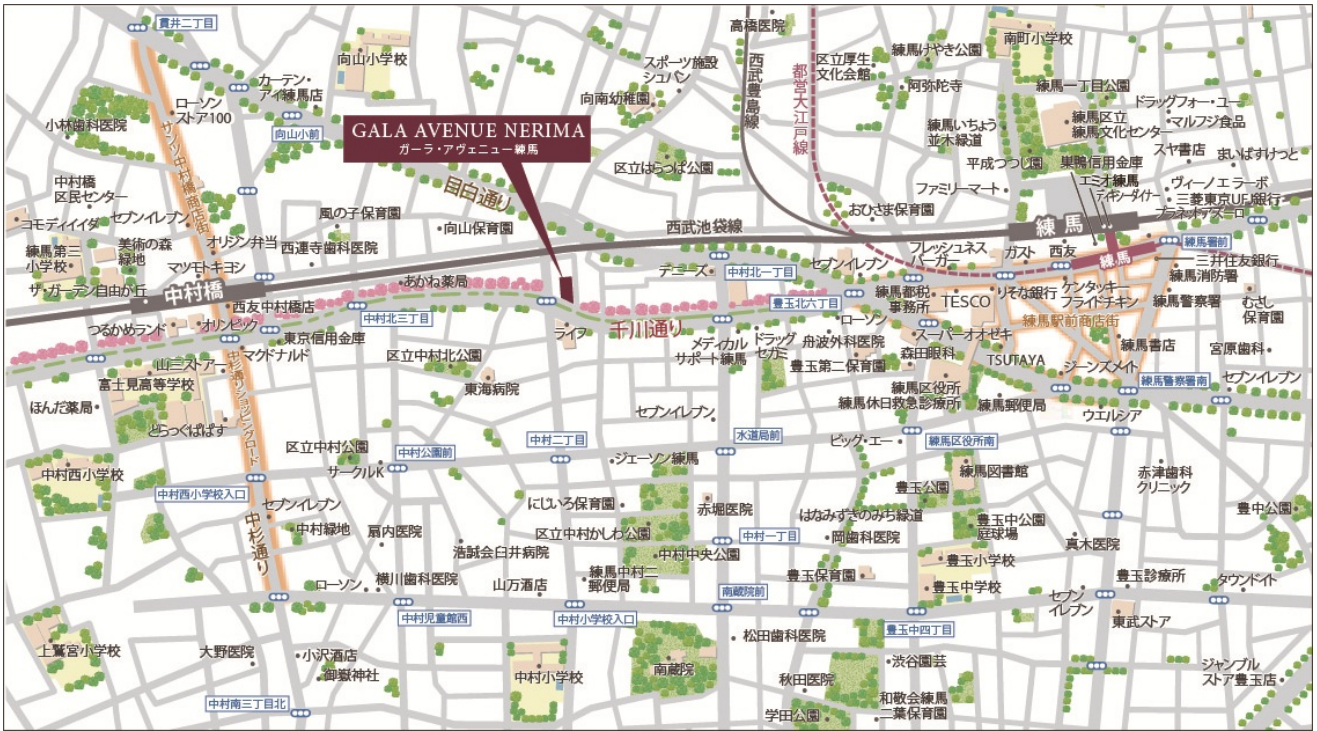 貫井二丁目
向山小学校
カーテン・
アイ練馬店
ローソン
ストア100
小林歯科医院
向山小前
サンツ中村橋商店街
GALA AVENUE NERIMA
ガーラ・アヴェニュー練馬
スポーツ施設
シュバン
向南幼稚園
区立はらっぱ公園
高橋医院
西武豊島線
都営大江戸線
区立厚生
文化会館
練馬けやき公園
阿弥陀寺
南町小学校
練馬一丁目公園
ドラッグフォー・ユー
マルフジ食品
練馬区立
練馬文化センター
練馬いちょう
並木緑道
平成つつじ園
巣鴨信用金庫
スヤ書店
まいばすけっと
エミオ練馬
デイキシーダイナー
ヴィーノ エ ラーボ
三菱東京UFJ銀行
プラネオアズーロ
ファミリーマート
おひさま保育園
中村橋
区民センター
コモディイイダ
セブンイレブン
練馬第三
小学校
美術の森
緑地
オリジン弁当
マツモトキヨシ
ザ・ガーデン自由が丘
風の子保育園
西連寺歯科医院
向山保育園
目白通り
西武池袋線
練馬
練馬
練馬署前
三井住友銀行
練馬消防署
練馬警察署
むさし
保育園
フレッシュネス
バーガー
ガスト
西友
デニーズ
中村北一丁目
セブンイレブン
あかね薬局
中村橋
西友中村橋店
中村北三丁目
つるかめランド
オリンピック
東京信用金庫
マクドナルド
山三ストアー
富士見高等学校
ほんだ薬局
どらっぐぱぱす
中杉通りショッピングロード
区立中村北公園
東海病院
ライフ
千川通り
豊玉北六丁目
メディカル
サポート練馬
ドラッグ
セガミ
ローソン
舟波外科医院
豊玉第二保育園
練馬都税
事務所
TESCO
りそな銀行
ケンタッキー
フライドチキン
練馬駅前商店街
スーパーオオゼキ
森田眼科
TSUTAYA
ジーンズメイト
練馬書店
宮原歯科
練馬警察署南
セブンイレブン
練馬区役所
練馬休日救急診療所
練馬郵便局
ウエルシア
セブンイレブン
中村二丁目
水道局前
ビッグ・エー
練馬区役所南
区立中村公園
中村公園前
サークルK
ジェーソン練馬
練馬図書館
赤津歯科
クリニック
中村西小学校
中村西小学校入口
セブンイレブン
中村緑地
中杉通り
扇内医院
にじいろ保育園
区立中村かしわ公園
浩誠会臼井病院
赤堀医院
中村一丁目
中村中央公園
豊玉公園
はなみずきのみち緑道
岡歯科医院
豊玉中公園
庭球場
真木医院
豊中公園
ローソン
横川歯科医院
山万酒店
練馬中村二
郵便局
南蔵院前
豊玉保育園
豊玉小学校
豊玉中学校
豊玉診療所
セブン
イレブン
タウンドイト
東武ストア
中村児童館西
中村小学校入口
豊玉中四丁目
上鷺宮小学校
大野医院
小沢酒店
御嶽神社
中村南三丁目北
中村小学校
南蔵院
松田歯科医院
秋田医院
学田公園
渋谷園芸
和敬会練馬
二葉保育園
ジャンブル
ストア豊玉店